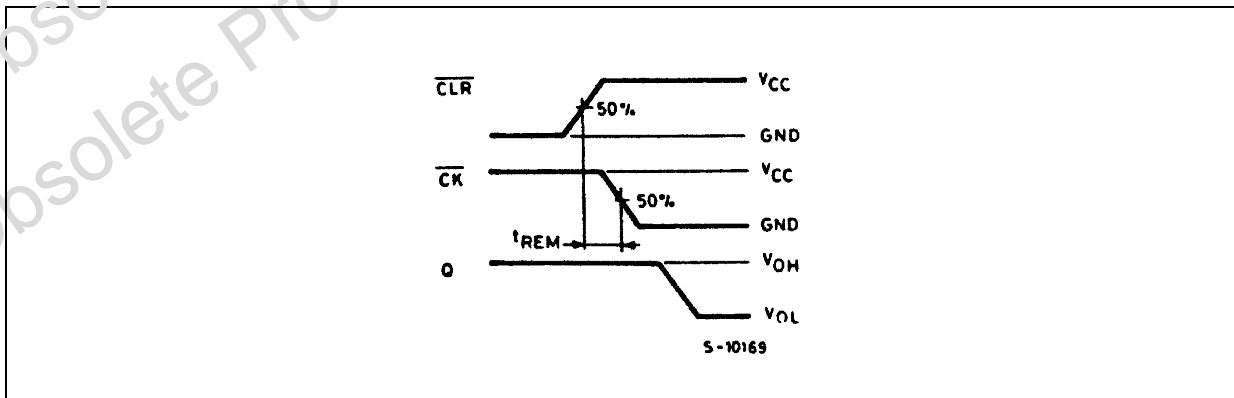 Obsolete Pro
obsolete
CLR
VCC
50%
GND
CK
VCC
50%
GND
tREM
Q
VOH
VOL
S-10169